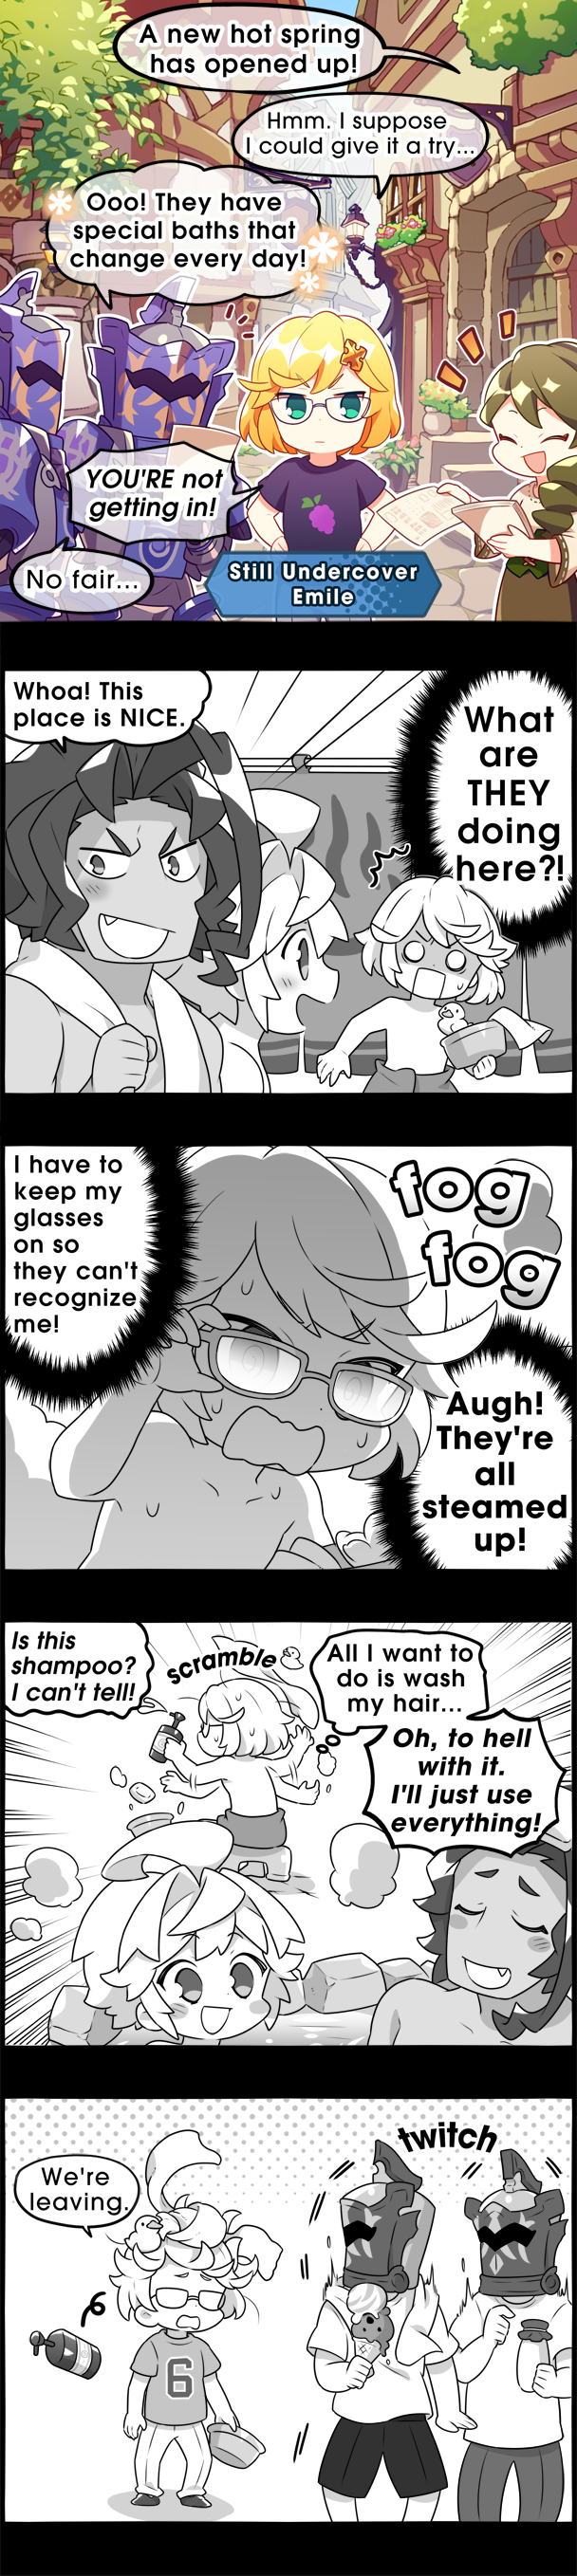 A new hot spring
has opened up!
Hmm. I suppose
I could give it a try...
Ooo! They have
special baths that
change every day!
YOU'RE not
getting in!
No fair...
Still Undercover
Emile
Whoa! This
place is NICE.
What
are
THEY
doing
here?!
I have to
keep my
glasses
on so
they can't
recognize
me!
fog
fog
Augh!
They're
all
steamed
up!
Is this
shampoo?
I can't tell!
scramble
All I want to
do is wash
my hair...
Oh, to hell
with it.
I'll just use
everything!
twitch
We're
leaving.
6